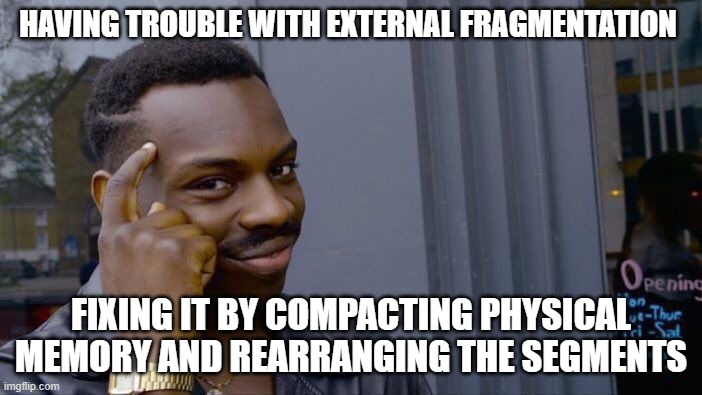 HAVING TROUBLE WITH EXTERNAL FRAGMENTATION
Opening
FIXING IT BY COMPACTING PHYSICAL
MEMORY AND REARRANGING THE SEGMENTS
imgflip.com